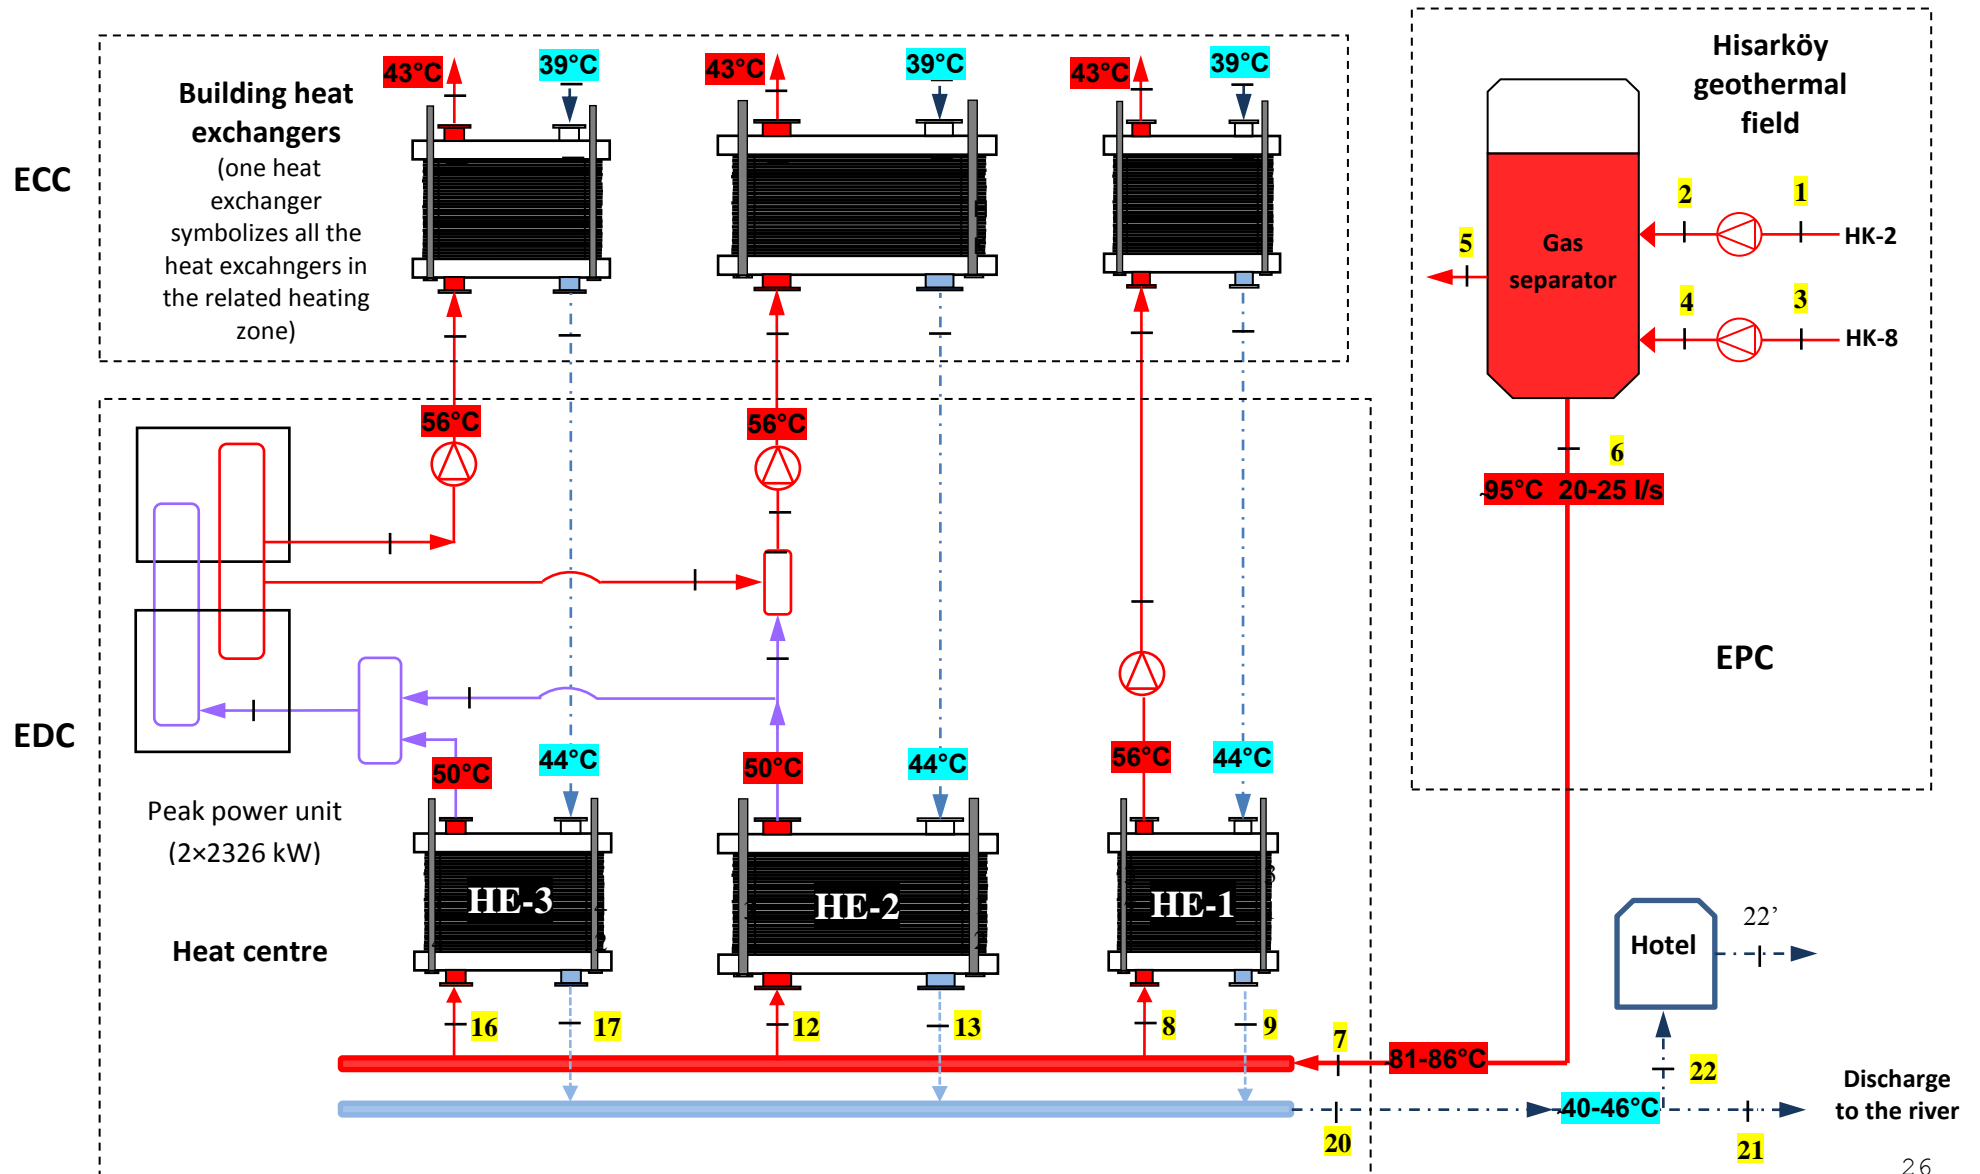 Hisarköy
geothermal
field
43°C
39°C
43°C
39°C
43°C
39°C
Building heat
exchangers
(one heat
exchanger
symbolizes all the
heat excahngers in
the related heating
zone)
ECC
Gas
separator
5
2
1
HK-2
4
3
HK-8
6
~95°C 20-25 l/s
EPC
56°C
56°C
EDC
50°C
44°C
50°C
44°C
56°C
44°C
Peak power unit
(2×2326 kW)
Heat centre
HE-3
HE-2
HE-1
16
17
12
13
8
9
7
81-86°C
Hotel
22’
22
20
~40-46°C
21
Discharge
to the river
26